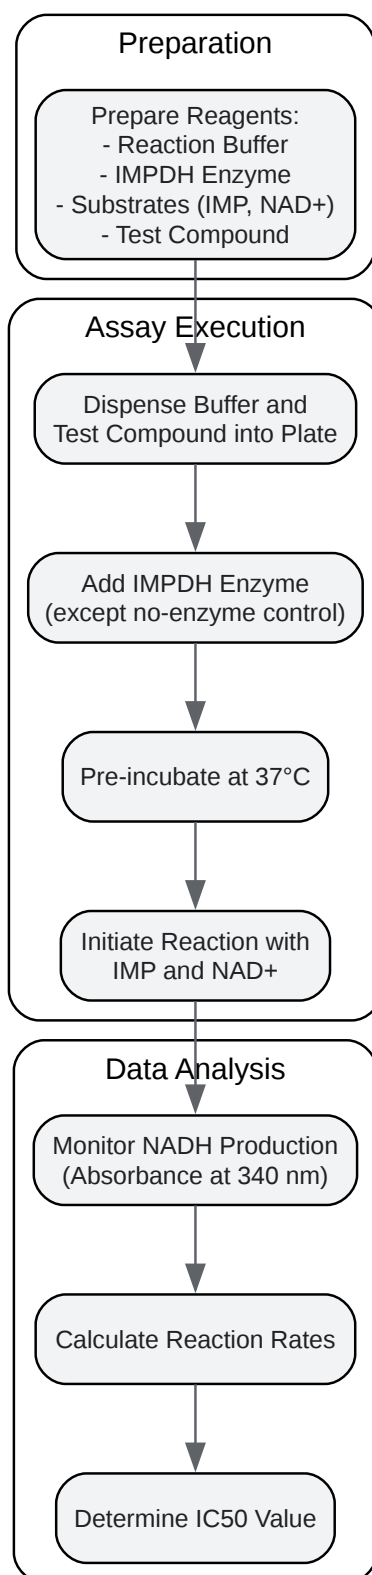 Preparation
Prepare Reagents:
- Reaction Buffer
- IMPDH Enzyme
- Substrates (IMP, NAD+)
- Test Compound
Assay Execution
Dispense Buffer and
Test Compound into Plate
Add IMPDH Enzyme
(except no-enzyme control)
Pre-incubate at 37°C
Initiate Reaction with
IMP and NAD+
Data Analysis
Monitor NADH Production
(Absorbance at 340 nm)
Calculate Reaction Rates
Determine IC50 Value